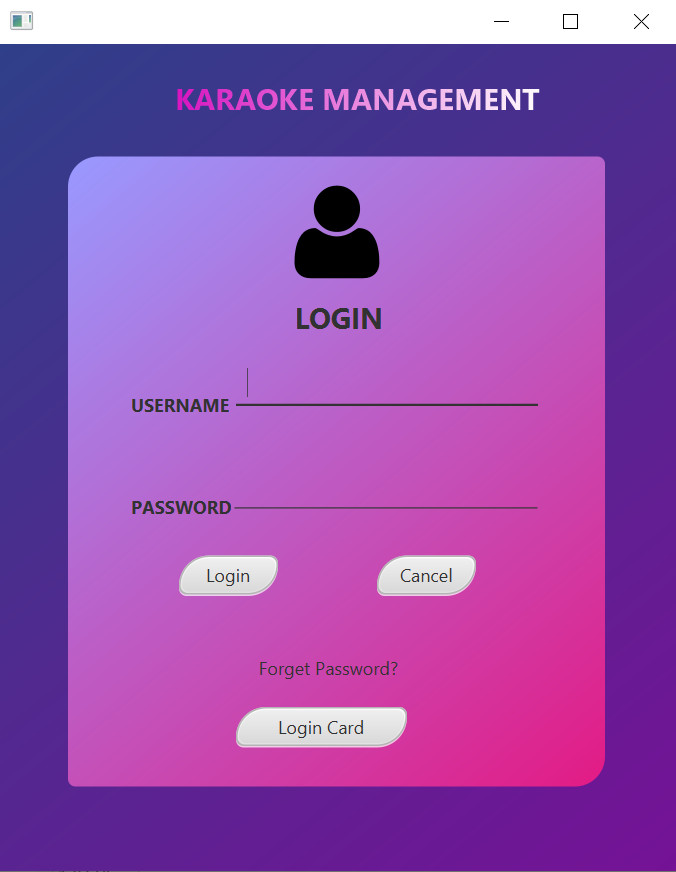 KARAOKE MANAGEMENT
LOGIN
USERNAME
PASSWORD
Login Cancel
Forget Password?
Login Card